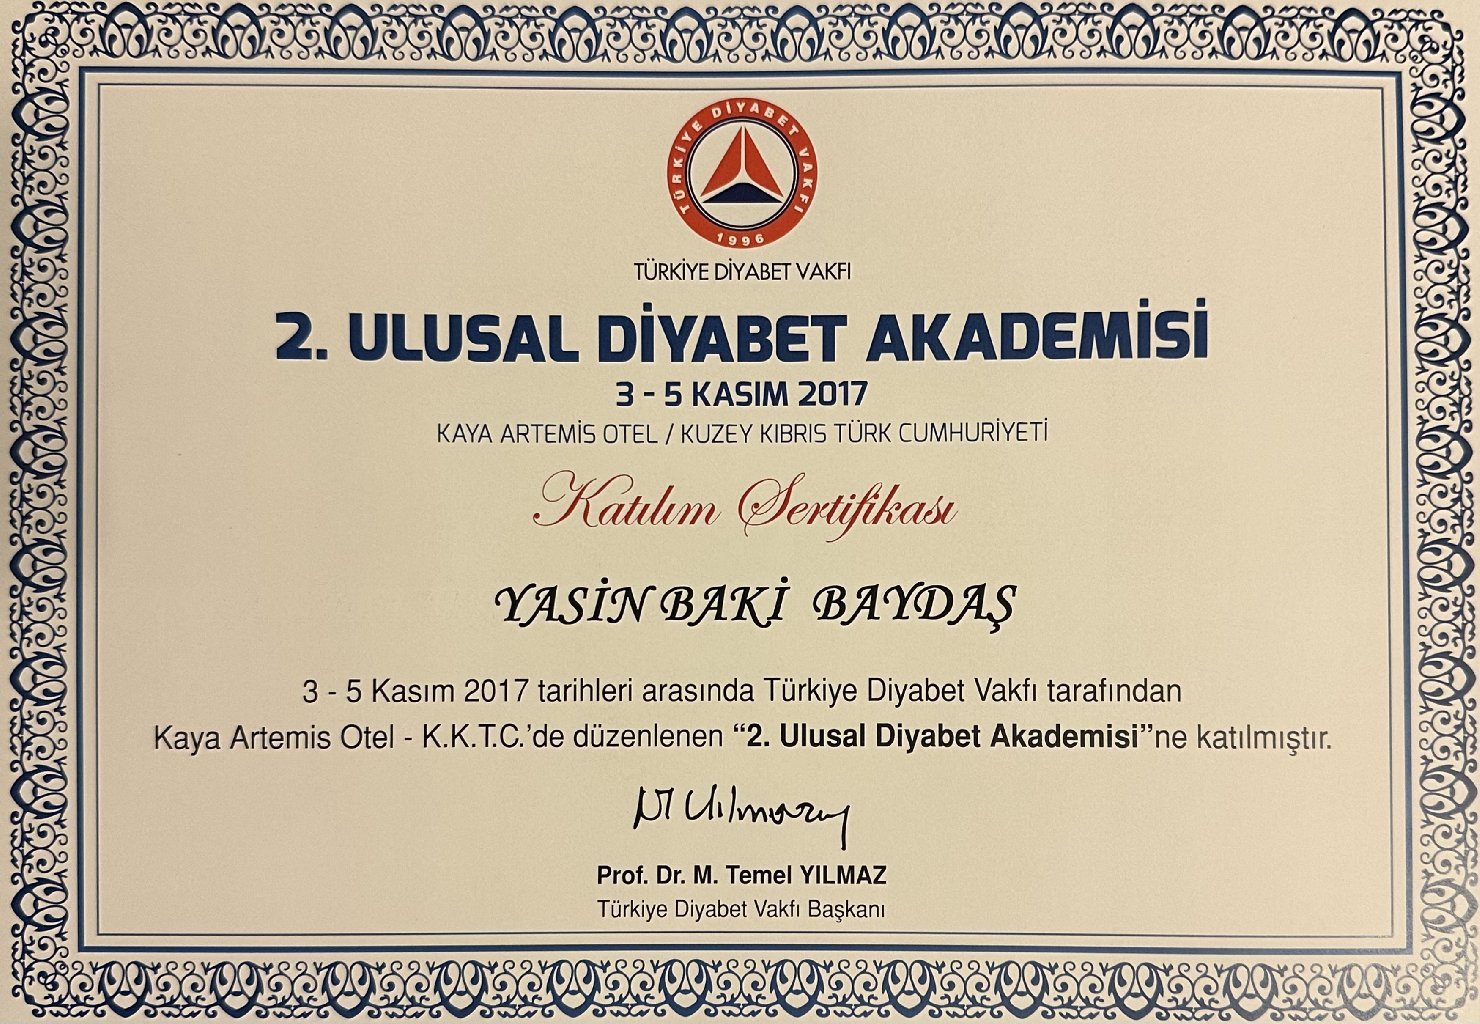 TÜRKİYE DİYABET VAKFI
1996
TÜRKİYE DİYABET VAKFI
2. ULUSAL DİYABET AKADEMİSİ
3 - 5 KASIM 2017
KAYA ARTEMİS OTEL / KUZEY KIBRIS TÜRK CUMHURİYETİ
Katılım Sertifikası
YASİN BAKİ BAYDAŞ
3 - 5 Kasım 2017 tarihleri arasında Türkiye Diyabet Vakfı tarafından
Kaya Artemis Otel - K.K.T.C.'de düzenlenen “2. Ulusal Diyabet Akademisi”ne katılmıştır.
M Yılmaz
Prof. Dr. M. Temel YILMAZ
Türkiye Diyabet Vakfı Başkanı